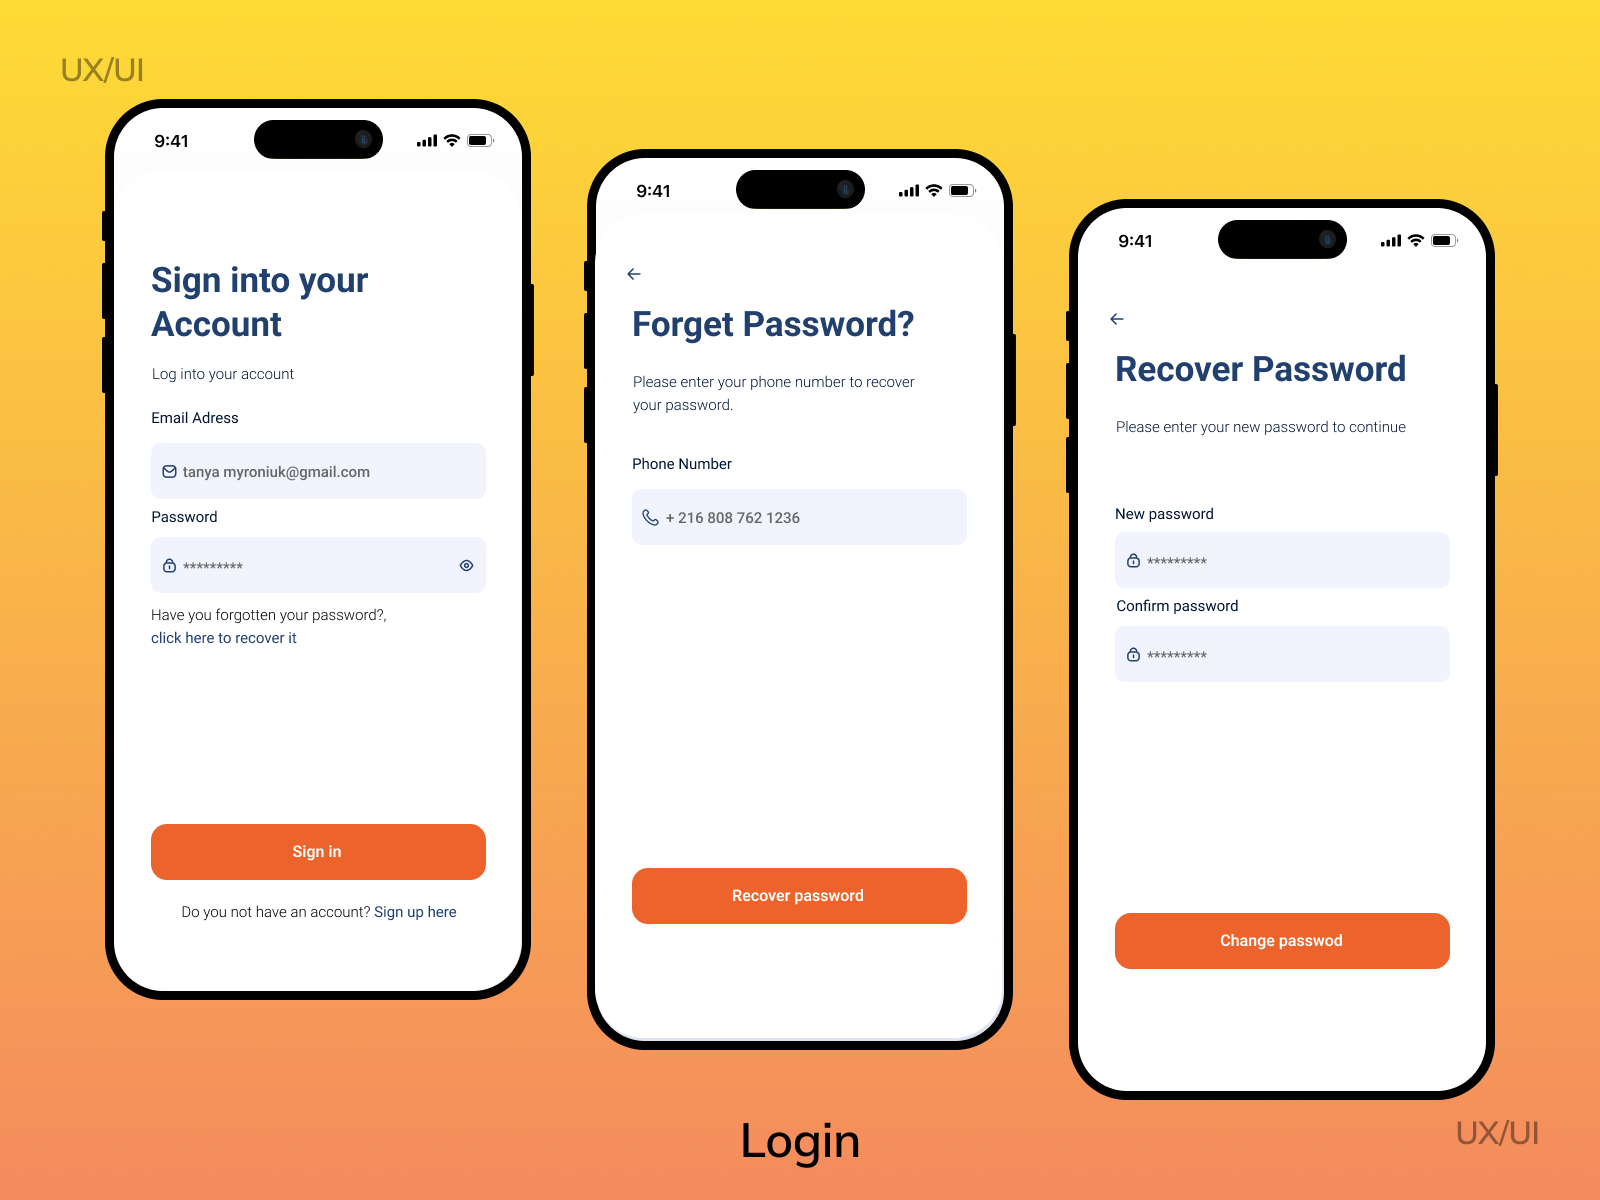 UX/UI
9:41
Sign into your
Account
Log into your account
Email Adress
tanya myroniuk@gmail.com
Password
*********
Have you forgotten your password?,
click here to recover it
Sign in
Do you not have an account? Sign up here
9:41
Forget Password?
Please enter your phone number to recover
your password.
Phone Number
+ 216 808 762 1236
Recover password
9:41
Recover Password
Please enter your new password to continue
New password
*********
Confirm password
*********
Change passwod
Login
UX/UI